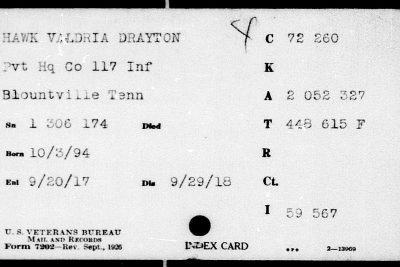 HAWK VALDRIA DRAYTON C 72 260
Pvt Hq Co 117 Inf K
Blountville Tenn A 2 052 327
Sn 1 306 174 Died T 448 615 F
Born 10/3/94 R
Enl 9/20/17 Dis 9/29/18 Ct.
I 59 567
U. S. VETERANS BUREAU
MAIL AND RECORDS
Form 7202—Rev. Sept., 1926 INDEX CARD 2—13969